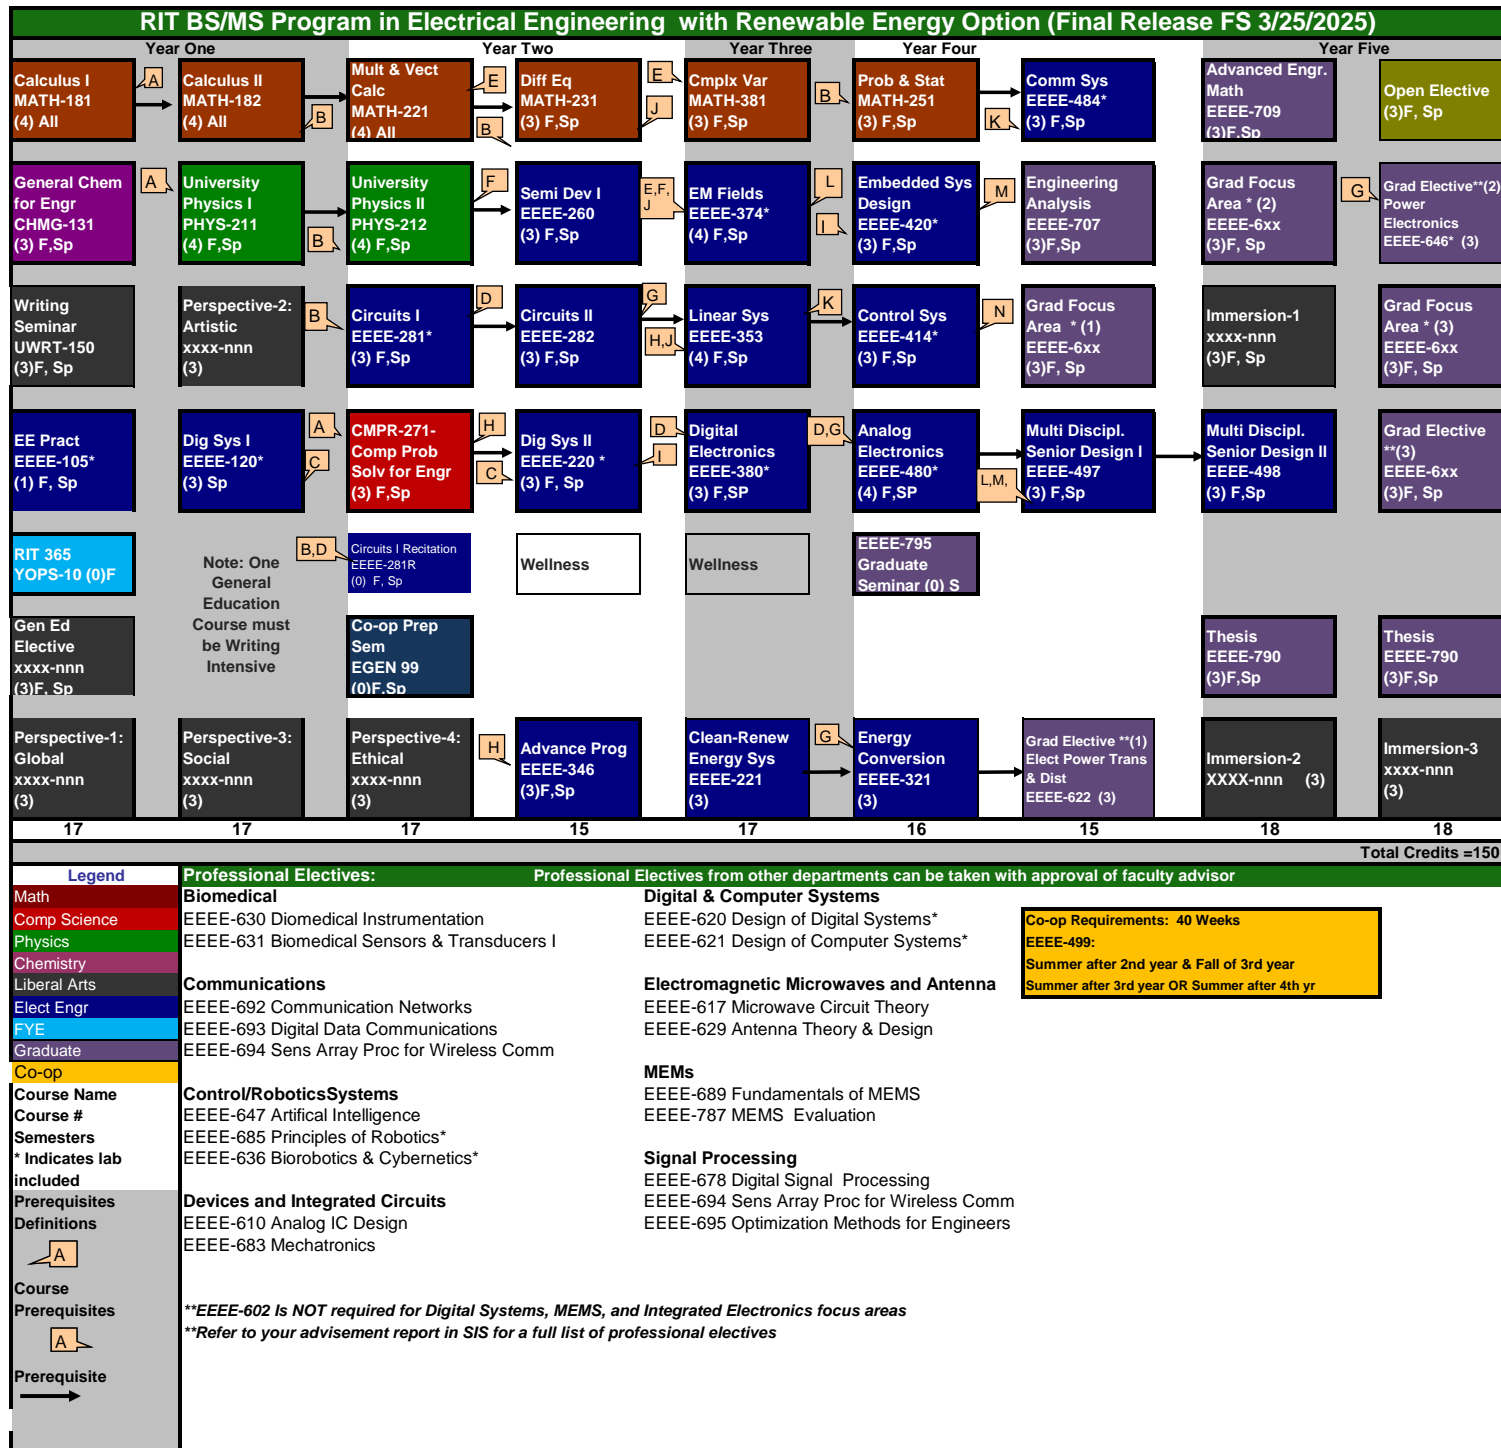 RIT BS/MS Program in Electrical Engineering with Renewable Energy Option (Final Release FS 3/25/2025)
Year One
Year Two
Year Three
Year Four
Year Five
Calculus I
MATH-181
(4) All
A
Calculus II
MATH-182
(4) All
B
Mult & Vect
Calc
MATH-221
(4) All
E
B
Diff Eq
MATH-231
(3) F,Sp
E
J
Cmplx Var
MATH-381
(3) F,Sp
B
Prob & Stat
MATH-251
(3) F,Sp
K
Comm Sys
EEEE-484*
(3) F,Sp
Advanced Engr.
Math
EEEE-709
(3)F,Sp
Open Elective
(3)F, Sp
General Chem
for Engr
CHMG-131
(3) F,Sp
A
University
Physics I
PHYS-211
(4) F,Sp
B
University
Physics II
PHYS-212
(4) F,Sp
F
Semi Dev I
EEEE-260
(3) F,Sp
E,F,
J
EM Fields
EEEE-374*
(4) F,Sp
L
I
Embedded Sys
Design
EEEE-420*
(3) F,Sp
M
Engineering
Analysis
EEEE-707
(3)F,Sp
Grad Focus
Area * (2)
EEEE-6xx
(3)F, Sp
G
Grad Elective**(2)
Power
Electronics
EEEE-646* (3)
Writing
Seminar
UWRT-150
(3)F, Sp
Perspective-2:
Artistic
xxxx-nnn
(3)
B
Circuits I
EEEE-281*
(3) F,Sp
D
Circuits II
EEEE-282
(3) F,Sp
G
H,J
Linear Sys
EEEE-353
(4) F,Sp
K
Control Sys
EEEE-414*
(3) F,Sp
N
Grad Focus
Area * (1)
EEEE-6xx
(3)F, Sp
Immersion-1
xxxx-nnn
(3)F, Sp
Grad Focus
Area * (3)
EEEE-6xx
(3)F, Sp
EE Pract
EEEE-105*
(1) F, Sp
Dig Sys I
EEEE-120*
(3) Sp
A
C
CMPR-271-
Comp Prob
Solv for Engr
(3) F,Sp
H
C
Dig Sys II
EEEE-220 *
(3) F, Sp
D
I
Digital
Electronics
EEEE-380*
(3) F,SP
D,G
Analog
Electronics
EEEE-480*
(4) F,SP
L,M,
Multi Discipl.
Senior Design I
EEEE-497
(3) F,Sp
Multi Discipl.
Senior Design II
EEEE-498
(3) F,Sp
Grad Elective
**(3)
EEEE-6xx
(3)F, Sp
RIT 365
YOPS-10 (0)F
Note: One
General
Education
Course must
be Writing
Intensive
B,D
Circuits I Recitation
EEEE-281R
(0) F, Sp
Wellness
Wellness
EEEE-795
Graduate
Seminar (0) S
Gen Ed
Elective
xxxx-nnn
(3)F, Sp
Co-op Prep
Sem
EGEN 99
(0)F,Sp
Thesis
EEEE-790
(3)F,Sp
Thesis
EEEE-790
(3)F,Sp
Perspective-1:
Global
xxxx-nnn
(3)
Perspective-3:
Social
xxxx-nnn
(3)
Perspective-4:
Ethical
xxxx-nnn
(3)
H
Advance Prog
EEEE-346
(3)F,Sp
Clean-Renew
Energy Sys
EEEE-221
(3)
G
Energy
Conversion
EEEE-321
(3)
Grad Elective **(1)
Elect Power Trans
& Dist
EEEE-622 (3)
Immersion-2
XXXX-nnn (3)
Immersion-3
xxxx-nnn
(3)
17 17 17 15 17 16 15 18 18
Total Credits =150
Legend
Math
Comp Science
Physics
Chemistry
Liberal Arts
Elect Engr
FYE
Graduate
Co-op
Course Name
Course #
Semesters
* Indicates lab
included
Prerequisites
Definitions
A
Course
Prerequisites
A
Prerequisite
Professional Electives: Professional Electives from other departments can be taken with approval of faculty advisor
Biomedical
EEEE-630 Diomedical Instrumentation
EEEE-631 Biomedical Sensors & Transducers I
Communications
EEEE-692 Communication Networks
EEEE-693 Digital Data Communications
EEEE-694 Sens Array Proc for Wireless Comm
Control/RoboticsSystems
EEEE-647 Artifical Intelligence
EEEE-685 Principles of Robotics*
EEEE-636 Biorobotics & Cybernetics*
Devices and Integrated Circuits
EEEE-610 Analog IC Design
EEEE-683 Mechatronics
Digital & Computer Systems
EEEE-620 Design of Digital Systems*
EEEE-621 Design of Computer Systems*
Electromagnetic Microwaves and Antenna
EEEE-617 Microwave Circuit Theory
EEEE-629 Antenna Theory & Design
MEMs
EEEE-689 Fundamentals of MEMS
EEEE-787 MEMS Evaluation
Signal Processing
EEEE-678 Digital Signal Processing
EEEE-694 Sens Array Proc for Wireless Comm
EEEE-695 Optimization Methods for Engineers
Co-op Requirements: 40 Weeks
EEEE-499:
Summer after 2nd year & Fall of 3rd year
Summer after 3rd year OR Summer after 4th yr
**EEEE-602 Is NOT required for Digital Systems, MEMS, and Integrated Electronics focus areas
**Refer to your advisement report in SIS for a full list of professional electives